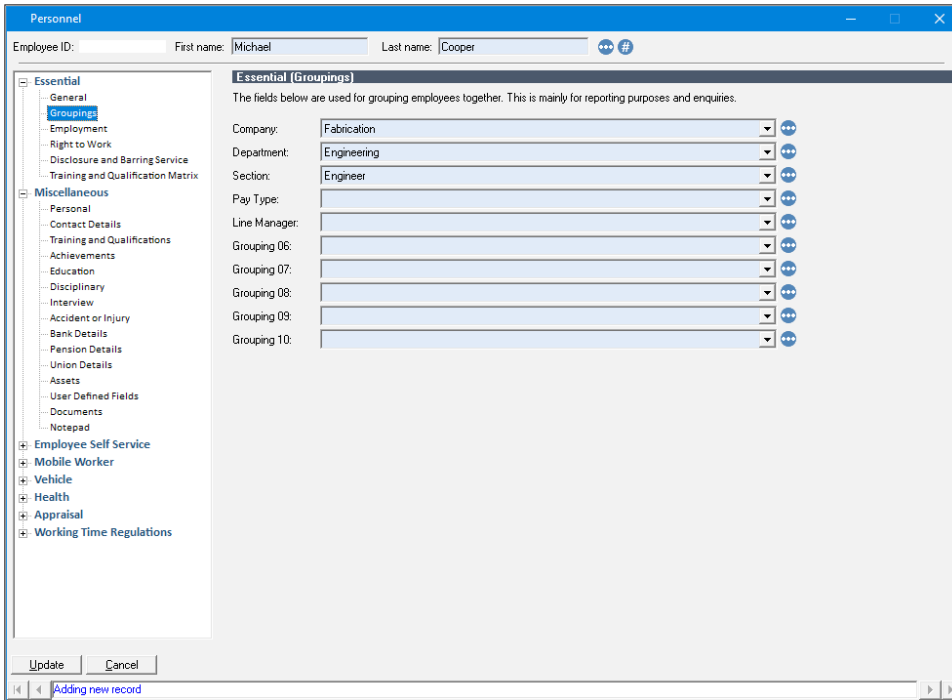 Personnel
Employee ID: First name: Michael Last name: Cooper #
Essential
General
Groupings
Employment
Right to Work
Disclosure and Barring Service
Training and Qualification Matrix
Miscellaneous
Personal
Contact Details
Training and Qualifications
Achievements
Education
Disciplinary
Interview
Accident or Injury
Bank Details
Pension Details
Union Details
Assets
User Defined Fields
Documents
Notepad
Employee Self Service
Mobile Worker
Vehicle
Health
Appraisal
Working Time Regulations
Essential (Groupings)
The fields below are used for grouping employees together. This is mainly for reporting purposes and enquiries.
Company: Fabrication
Department: Engineering
Section: Engineer
Pay Type:
Line Manager:
Grouping 06:
Grouping 07:
Grouping 08:
Grouping 09:
Grouping 10:
Update Cancel
Adding new record